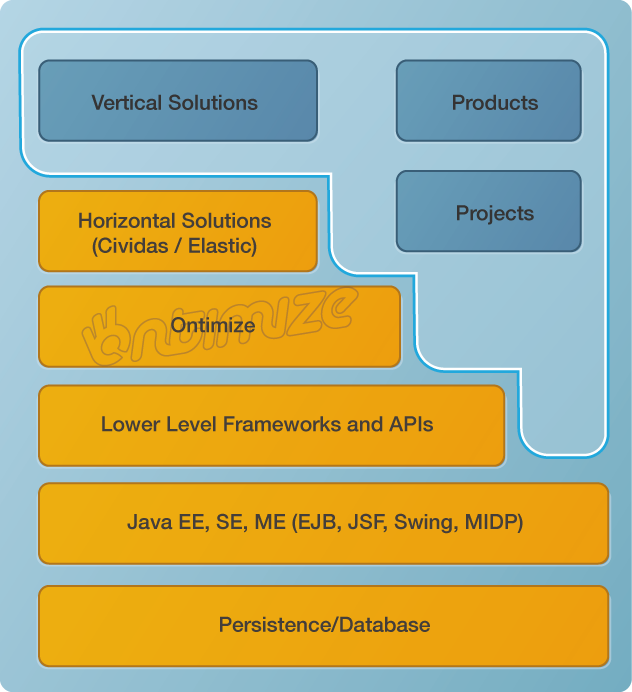 Vertical Solutions
Products
Projects
Horizontal Solutions
(Cividas / Elastic)
Ontimize
ontimize
Lower Level Frameworks and APIs
Java EE, SE, ME (EJB, JSF, Swing, MIDP)
Persistence/Database